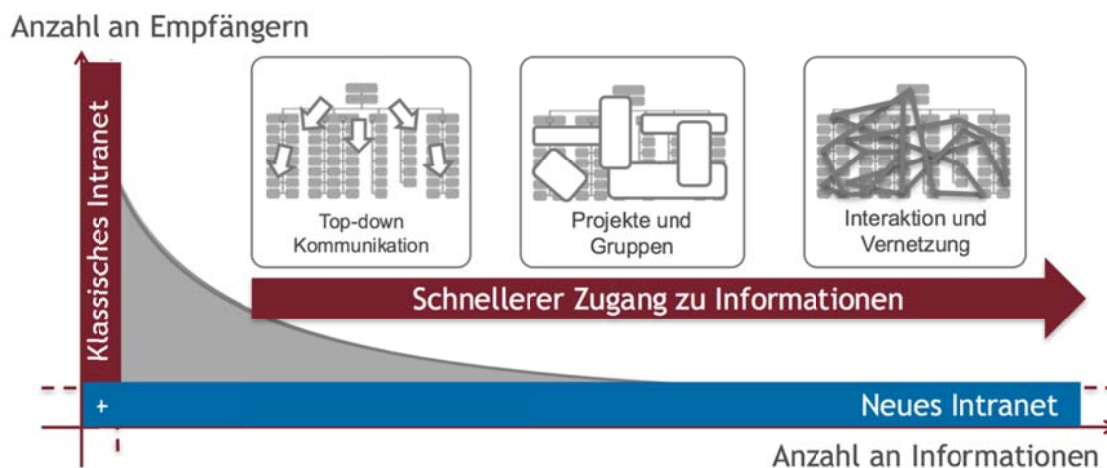 Anzahl an Empfängern
Klassisches Intranet
Top-down
Kommunikation
Projekte und
Gruppen
Interaktion und
Vernetzung
Schnellerer Zugang zu Informationen
+
Neues Intranet
Anzahl an Informationen